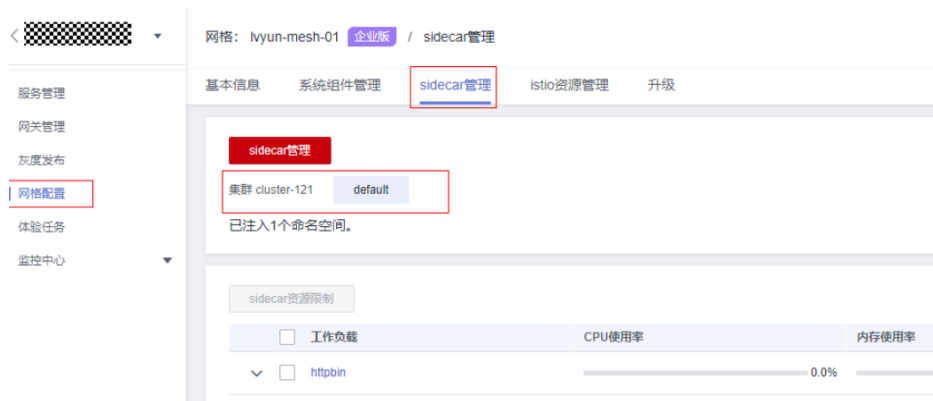 网格： lvyun-mesh-01 企业版 / sidecar管理
基本信息 系统组件管理 sidecar管理 istio资源管理 升级
服务管理
网关管理
灰度发布
网格配置
体验任务
监控中心
sidecar管理
集群 cluster-121 default
已注入1个命名空间。
sidecar资源限制
工作负载 CPU使用率 内存使用率
httpbin 0.0%